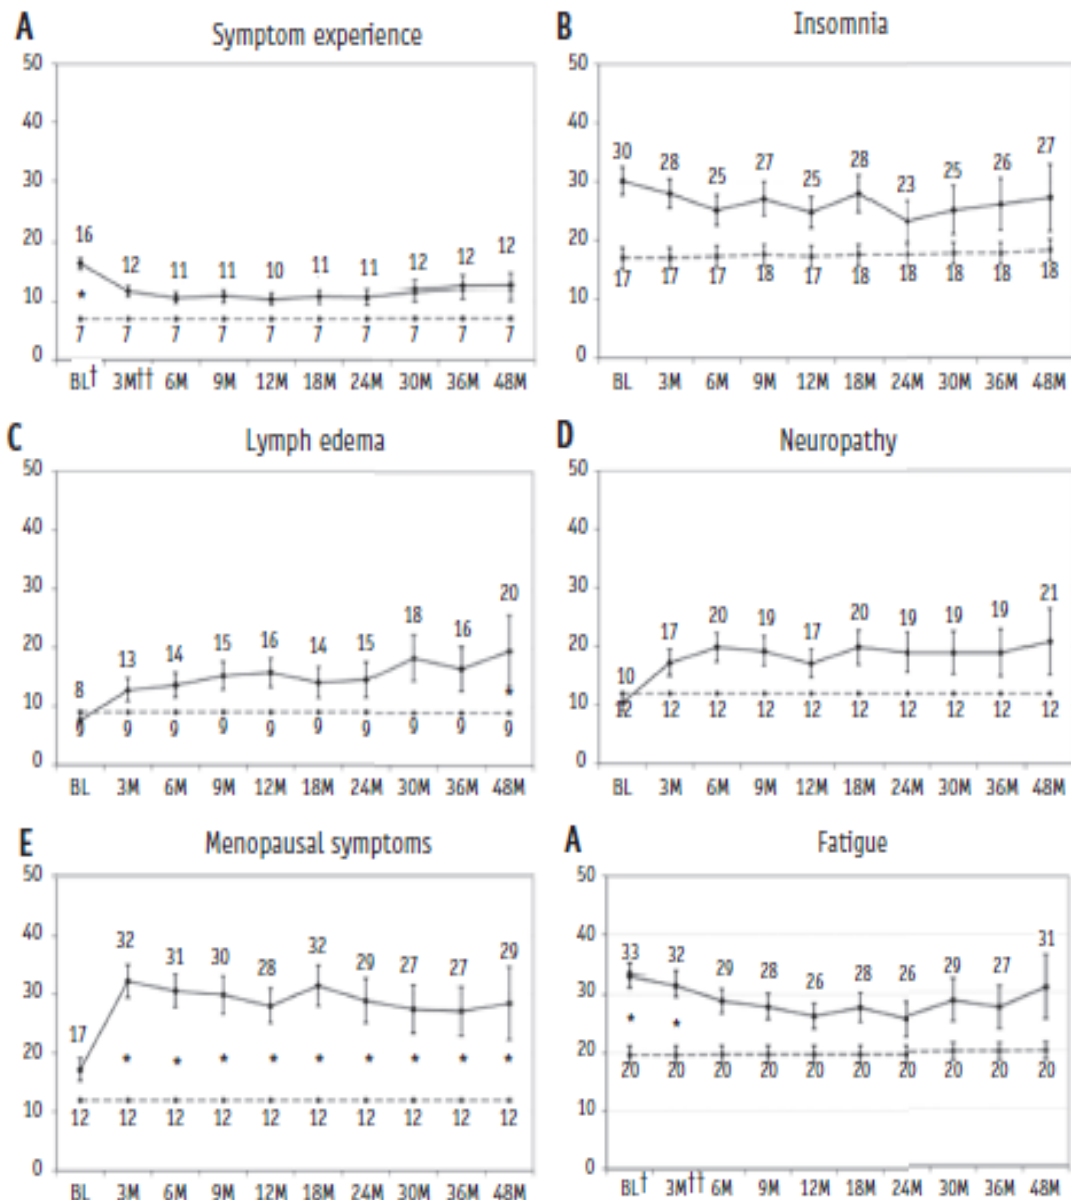 A Symptom experience
50
40
30
20
10
0
16 12 11 11 10 11 11 12 12 12
*
7 7 7 7 7 7 7 7 7 7
BL† 3M†† 6M 9M 12M 18M 24M 30M 36M 48M
B Insomnia
50
40
30
20
10
0
30 28 25 27 25 28 23 25 26 27
17 17 17 18 17 18 18 18 18 18
BL 3M 6M 9M 12M 18M 24M 30M 36M 48M
C Lymph edema
50
40
30
20
10
0
8 13 14 15 16 14 15 18 16 20
*
9 9 9 9 9 9 9 9 9 9
BL 3M 6M 9M 12M 18M 24M 30M 36M 48M
D Neuropathy
50
40
30
20
10
0
10 17 20 19 17 20 19 19 19 21
12 12 12 12 12 12 12 12 12 12
BL 3M 6M 9M 12M 18M 24M 30M 36M 48M
E Menopausal symptoms
50
40
30
20
10
0
17 32 31 30 28 32 29 27 27 29
* * * * * * * * *
12 12 12 12 12 12 12 12 12 12
BL 3M 6M 9M 12M 18M 24M 30M 36M 48M
A Fatigue
50
40
30
20
10
0
33 32 29 28 26 28 26 29 27 31
* *
20 20 20 20 20 20 20 20 20 20
BL† 3M†† 6M 9M 12M 18M 24M 30M 36M 48M